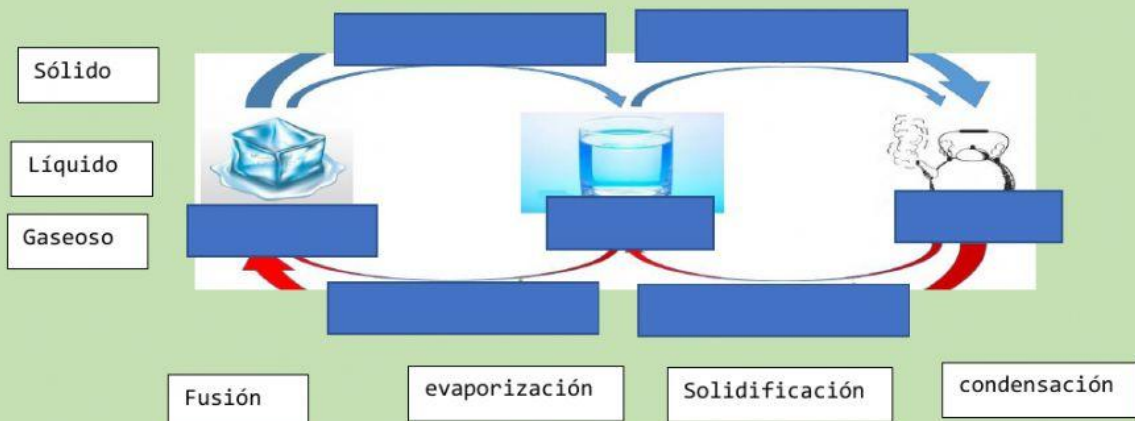 Sólido
Líquido
Gaseoso
Fusión
evaporización
Solidificación
condensación